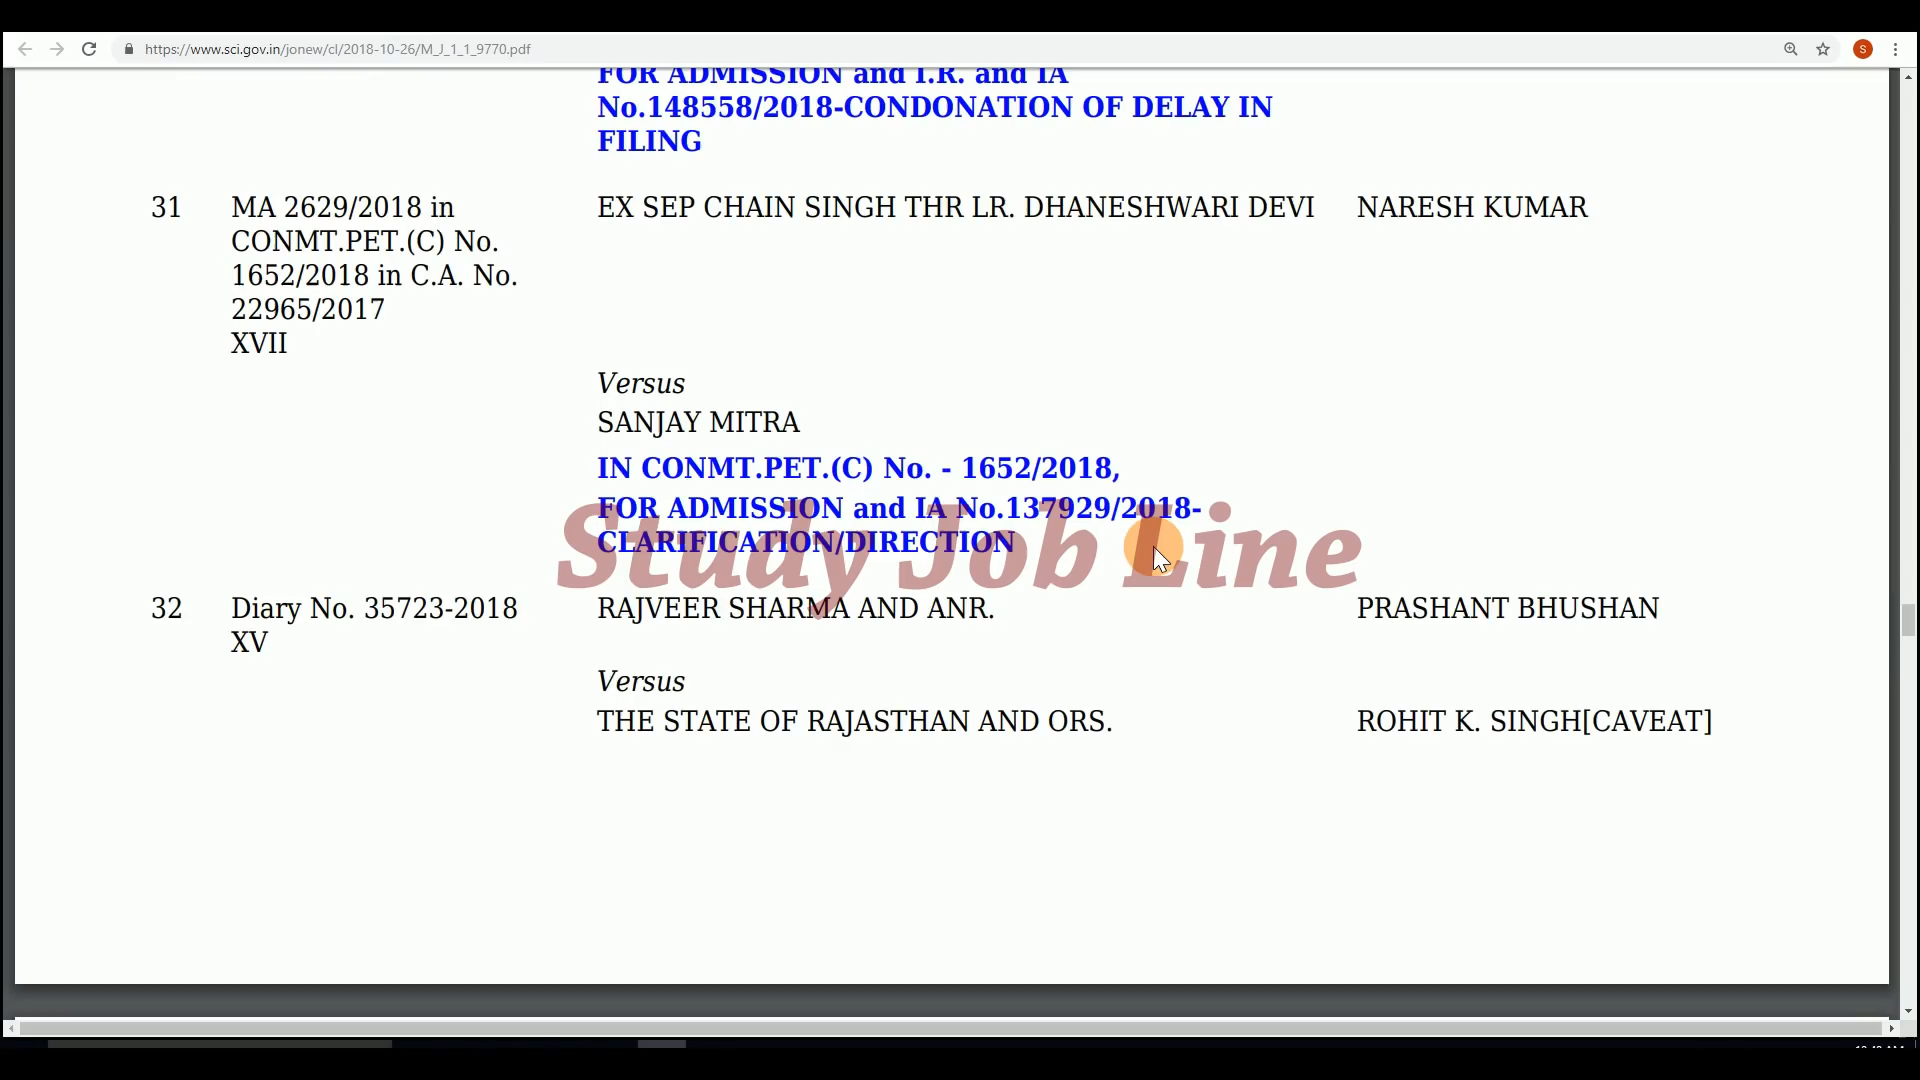 https://www.sci.gov.in/jonew/cl/2018-10-26/M_J_1_1_9770.pdf
S
FOR ADMISSION and I.R. and IA
No.148558/2018-CONDONATION OF DELAY IN
FILING
31 MA 2629/2018 in EX SEP CHAIN SINGH THR LR. DHANESHWARI DEVI NARESH KUMAR
CONMT.PET.(C) No.
1652/2018 in C.A. No.
22965/2017
XVII
Versus
SANJAY MITRA
IN CONMT.PET.(C) No. - 1652/2018,
FOR ADMISSION and IA No.137929/2018-
CLARIFICATION/DIRECTION
Study Job Line
32 Diary No. 35723-2018 RAJVEER SHARMA AND ANR. PRASHANT BHUSHAN
XV
Versus
THE STATE OF RAJASTHAN AND ORS. ROHIT K. SINGH[CAVEAT]